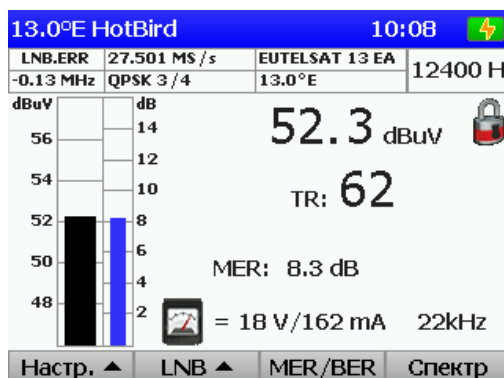 13.0°E HotBird 10:08
LNB.ERR 27.501 MS/s EUTELSAT 13 EA 12400 H
-0.13 MHz QPSK 3/4 13.0°E
dBuV dB
52.3 dBuV
14
56
12
54
10
TR: 62
52
8
6
50
MER: 8.3 dB
4
48
2
= 18 V/162 mA 22kHz
Настр. ▲ LNB ▲ MER/BER Спектр